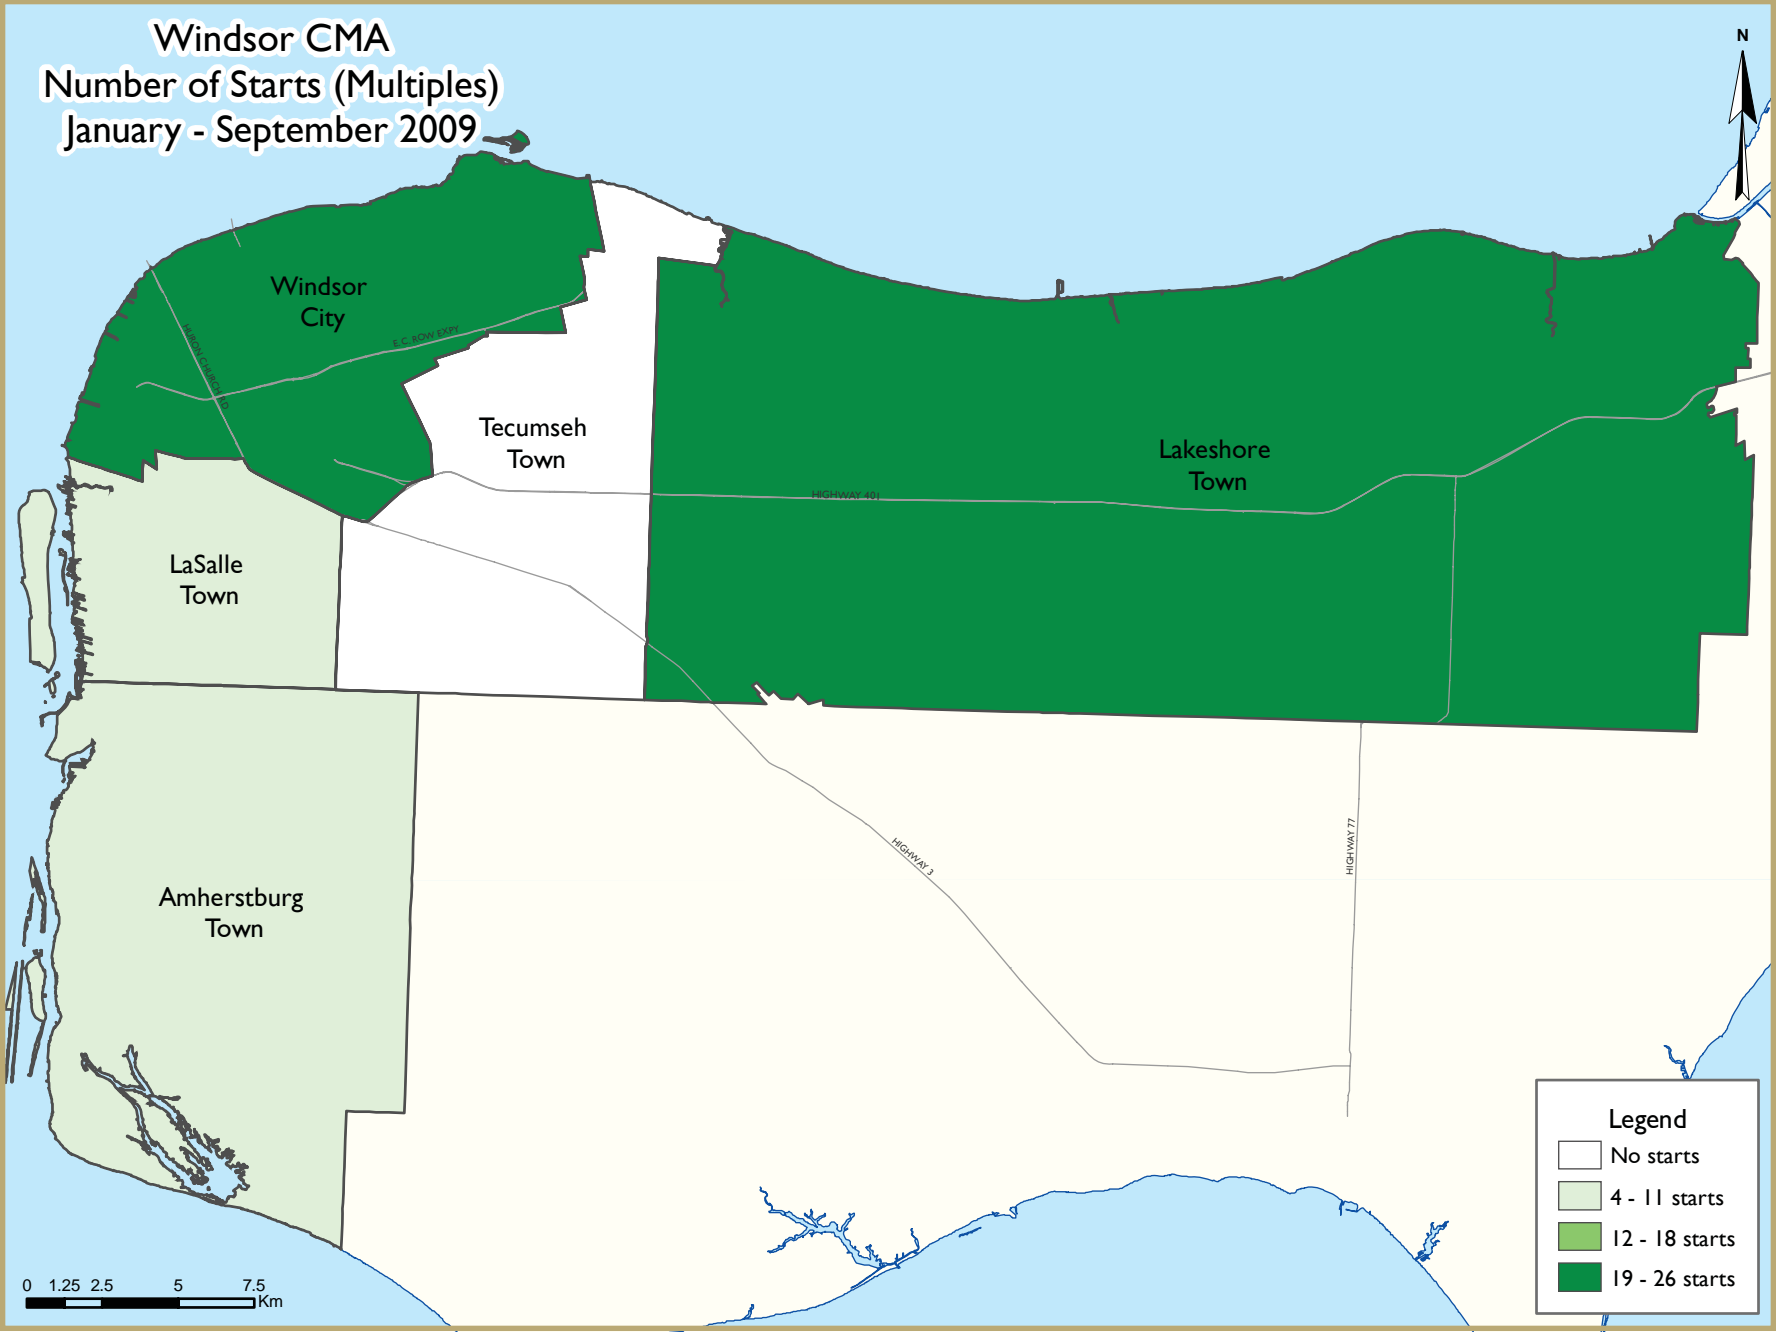 Windsor CMA
Number of Starts (Multiples)
January - September 2009
N
Windsor
City
HURON CHURCH RD
E.C. ROW EXPY
Tecumseh
Town
Lakeshore
Town
HIGHWAY 401
LaSalle
Town
Amherstburg
Town
HIGHWAY 3
HIGHWAY 77
Legend
No starts
4 - 11 starts
12 - 18 starts
19 - 26 starts
0 1.25 2.5 5 7.5
Km